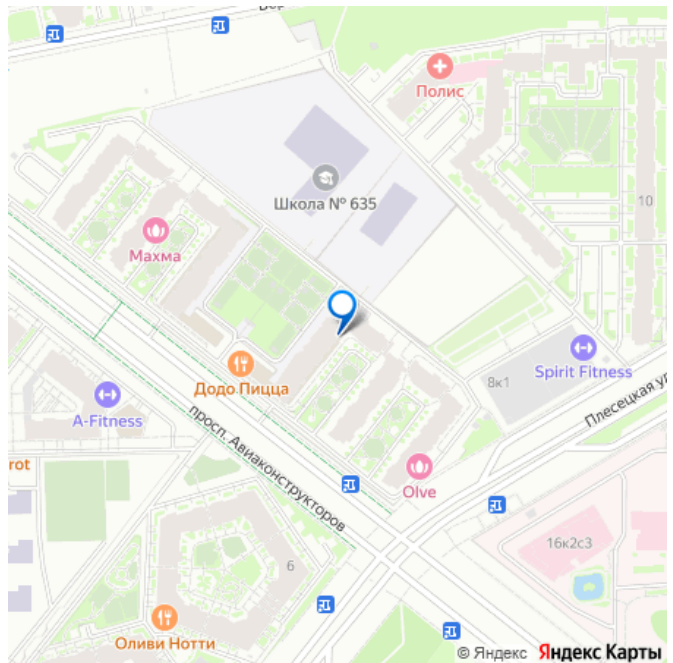 Полис
Школа № 635
10
Махма
Spirit Fitness
Додо Пицца
8к1
A-Fitness
Плесецкая ул
просп. Авиаконструкторов
rot
Olve
16к2с3
6
Оливи Нотти
© Яндекс Яндекс Карты